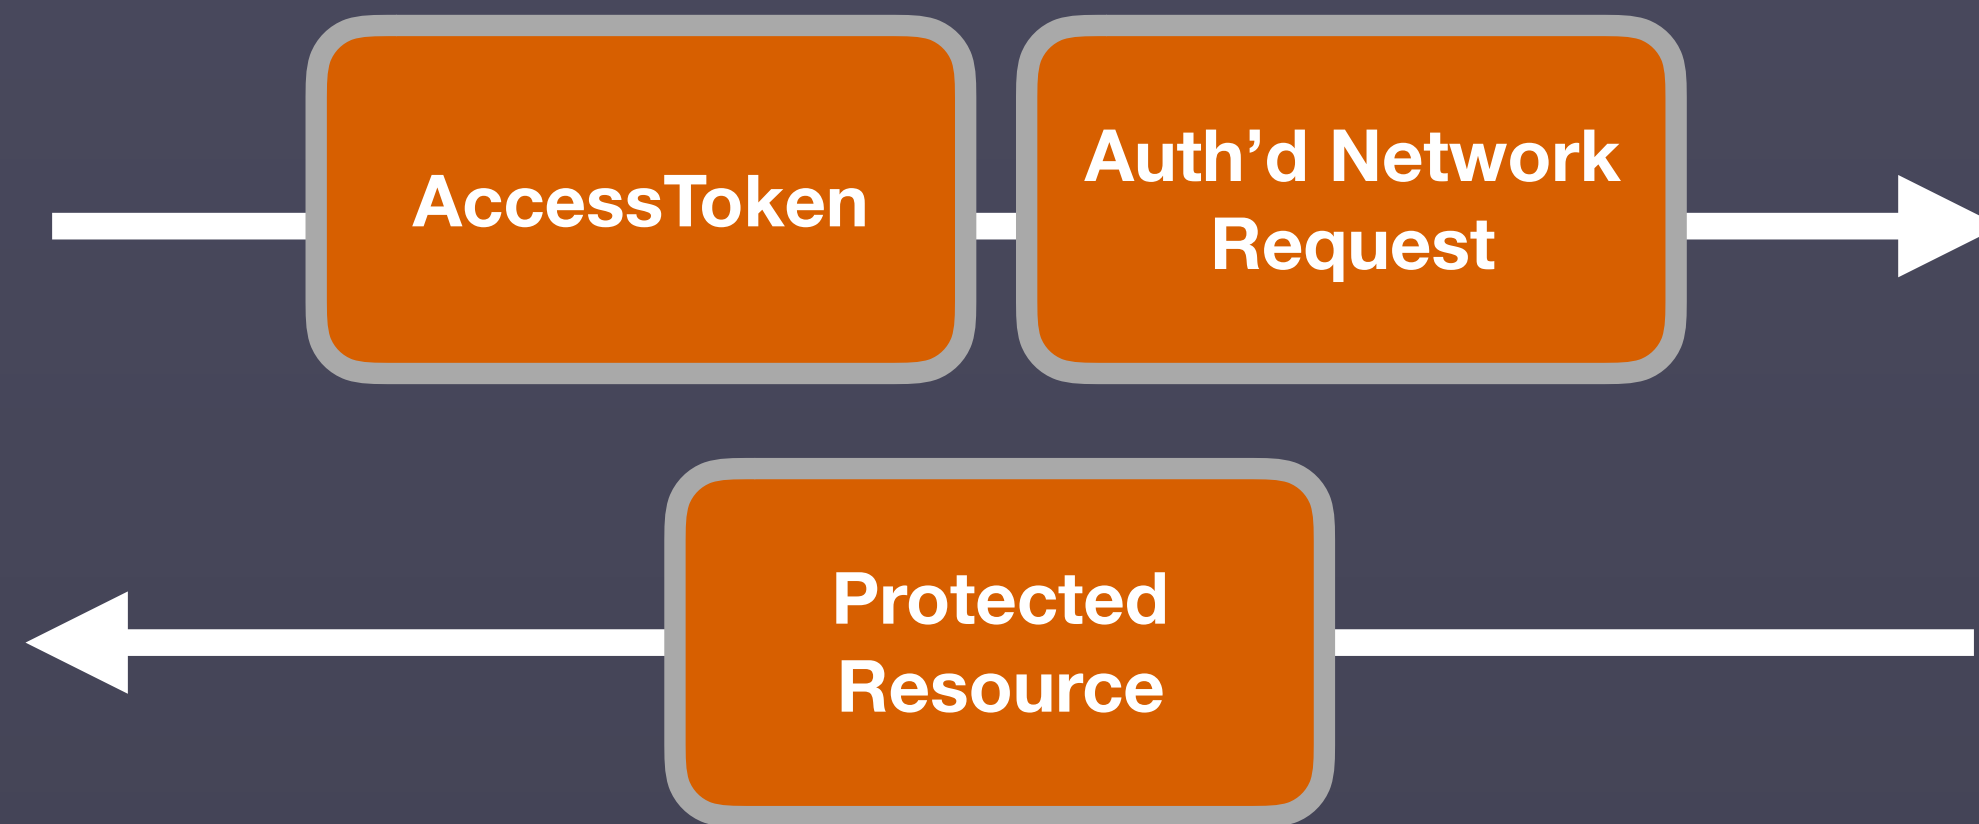 AccessToken
Auth’d Network
Request
Protected
Resource